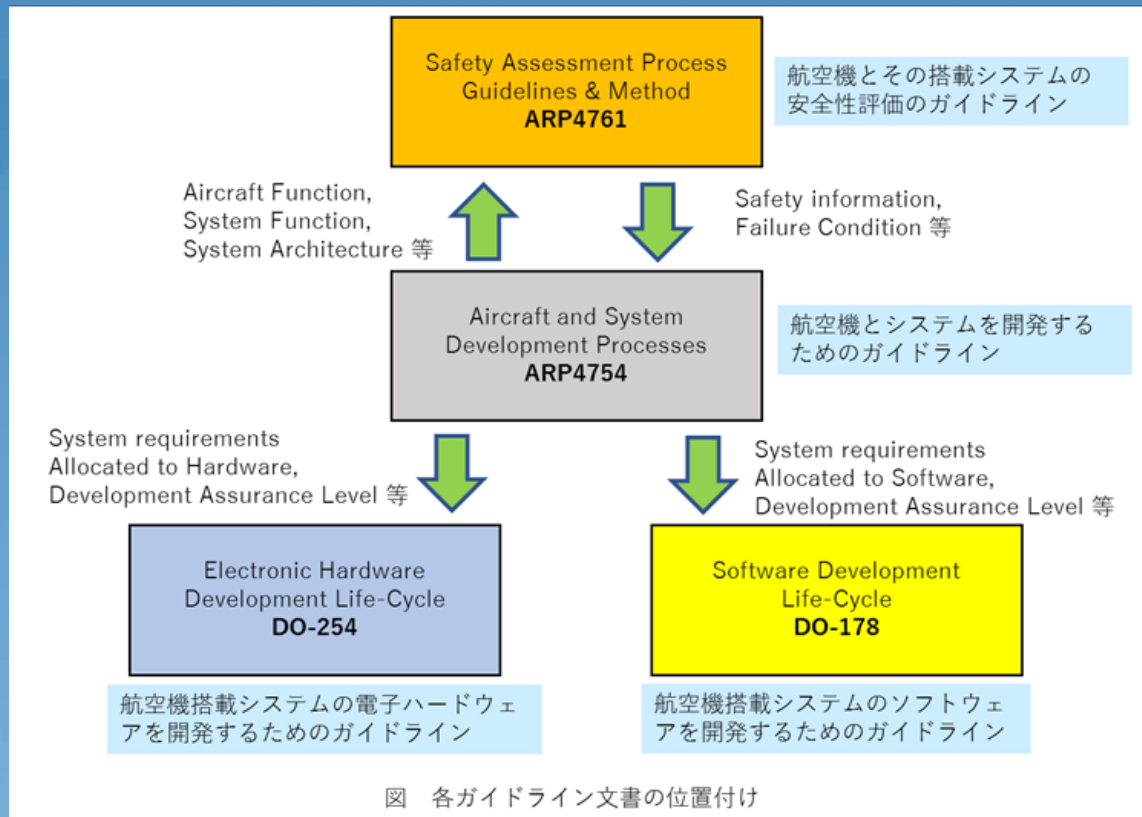 Safety Assessment Process
Guidelines & Method
ARP4761
航空機とその搭載システムの
安全性評価のガイドライン
Aircraft Function,
System Function,
System Architecture 等
Safety information,
Failure Condition 等
Aircraft and System
Development Processes
ARP4754
航空機とシステムを開発する
ためのガイドライン
System requirements
Allocated to Hardware,
Development Assurance Level 等
System requirements
Allocated to Software,
Development Assurance Level 等
Electronic Hardware
Development Life-Cycle
DO-254
Software Development
Life-Cycle
DO-178
航空機搭載システムの電子ハードウェ
アを開発するためのガイドライン
航空機搭載システムのソフトウェ
アを開発するためのガイドライン
図　各ガイドライン文書の位置付け